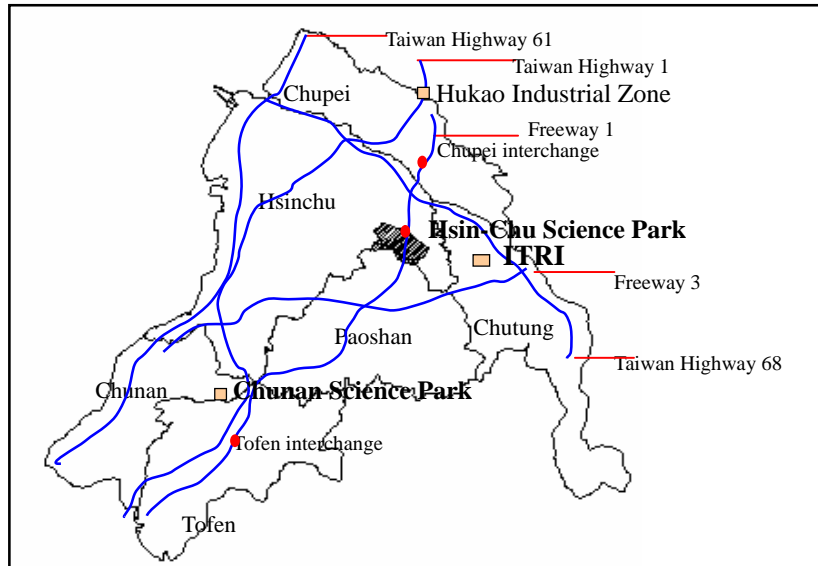 Taiwan Highway 61
Taiwan Highway 1
Chupei
Hukao Industrial Zone
Freeway 1
Chupei interchange
Hsinchu
Hsin-Chu Science Park
ITRI
Freeway 3
Paoshan
Chutung
Taiwan Highway 68
Chunan
Chunan Science Park
Tofen interchange
Tofen